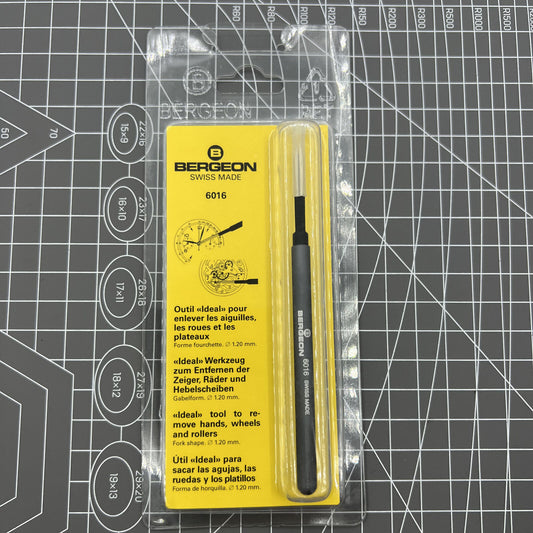 R60
R150
R200
R300
R500
R1000
R1500
BERGEON
50
70
22×16
15×9
23×17
16×10
26×18
17×11
27×19
18×12
29×20
19×13
B
BERGEON
SWISS MADE
6016
Outil «Ideal» pour
enlever les aiguilles,
les roues et les
plateaux
Forme fourchette. ∅ 1.20 mm.
«Ideal» Werkzeug
zum Entfernen der
Zeiger, Räder und
Hebelscheiben
Gabelform. ∅ 1.20 mm.
«Ideal» tool to re-
move hands, wheels
and rollers
Fork shape. ∅ 1.20 mm.
Util «Ideal» para
sacar las agujas, las
ruedas y los platillos
Forma de horquilla. ∅ 1.20 mm.
B BERGEON 6016 SWISS MADE